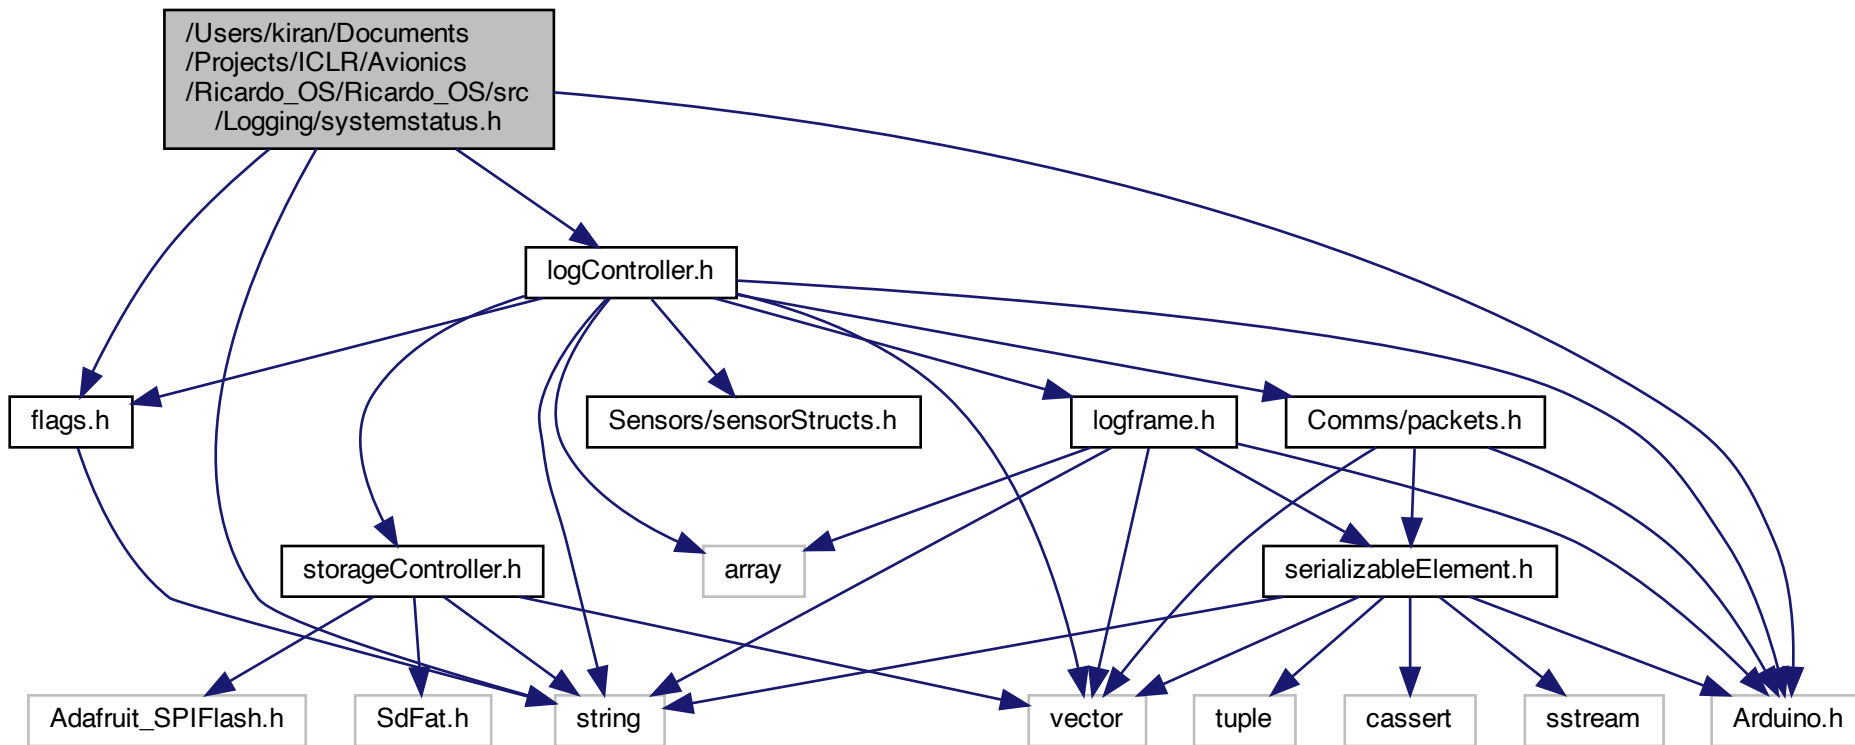 /Users/kiran/Documents
/Projects/ICLR/Avionics
/Ricardo_OS/Ricardo_OS/src
/Logging/systemstatus.h
logController.h
flags.h
Sensors/sensorStructs.h
logframe.h
Comms/packets.h
storageController.h
array
serializableElement.h
Adafruit_SPIFlash.h
SdFat.h
string
vector
tuple
cassert
sstream
Arduino.h